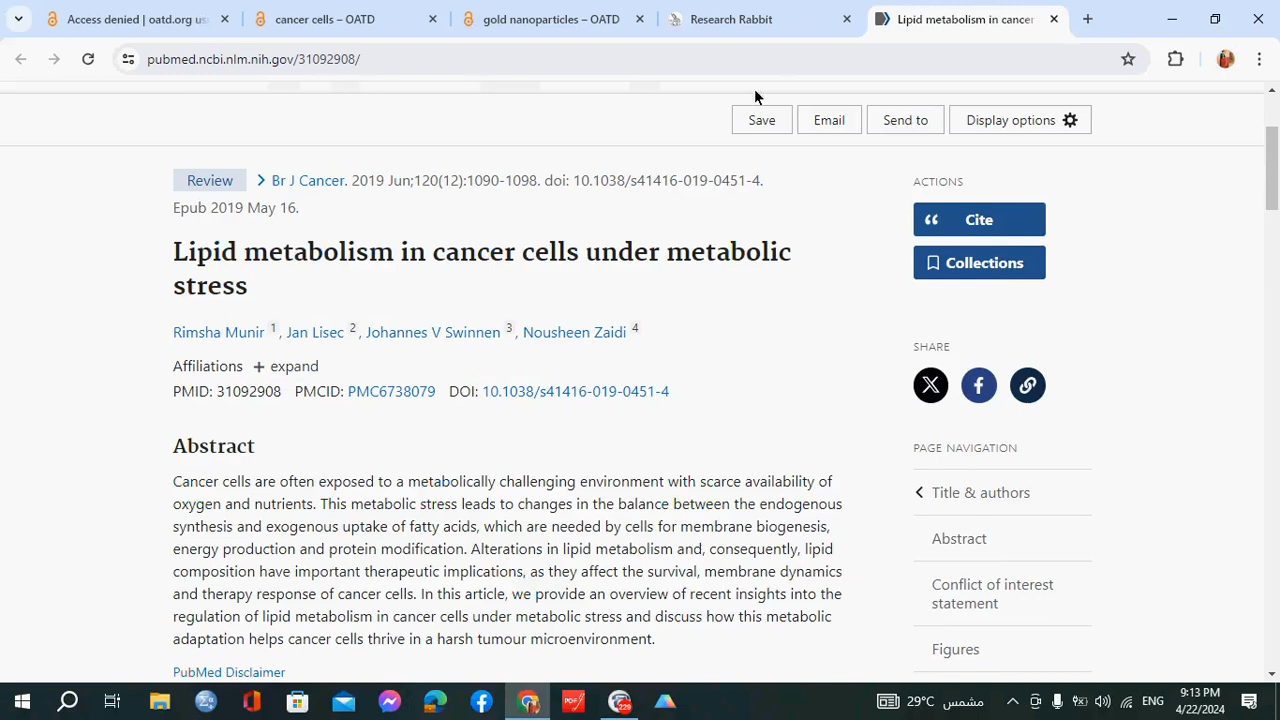 Access denied | oatd.org us
cancer cells – OATD
gold nanoparticles – OATD
Research Rabbit
Lipid metabolism in cancer
pubmed.ncbi.nlm.nih.gov/31092908/
Save
Email
Send to
Display options
Review
Br J Cancer. 2019 Jun;120(12):1090-1098. doi: 10.1038/s41416-019-0451-4.
Epub 2019 May 16.
Lipid metabolism in cancer cells under metabolic
stress
Rimsha Munir 1, Jan Lisec 2, Johannes V Swinnen 3, Nousheen Zaidi 4
Affiliations + expand
PMID: 31092908 PMCID: PMC6738079 DOI: 10.1038/s41416-019-0451-4
Abstract
Cancer cells are often exposed to a metabolically challenging environment with scarce availability of
oxygen and nutrients. This metabolic stress leads to changes in the balance between the endogenous
synthesis and exogenous uptake of fatty acids, which are needed by cells for membrane biogenesis,
energy production and protein modification. Alterations in lipid metabolism and, consequently, lipid
composition have important therapeutic implications, as they affect the survival, membrane dynamics
and therapy response of cancer cells. In this article, we provide an overview of recent insights into the
regulation of lipid metabolism in cancer cells under metabolic stress and discuss how this metabolic
adaptation helps cancer cells thrive in a harsh tumour microenvironment.
PubMed Disclaimer
ACTIONS
Cite
Collections
SHARE
PAGE NAVIGATION
Title & authors
Abstract
Conflict of interest
statement
Figures
PDF
229
29°C مشمس
ENG
9:13 PM
4/22/2024